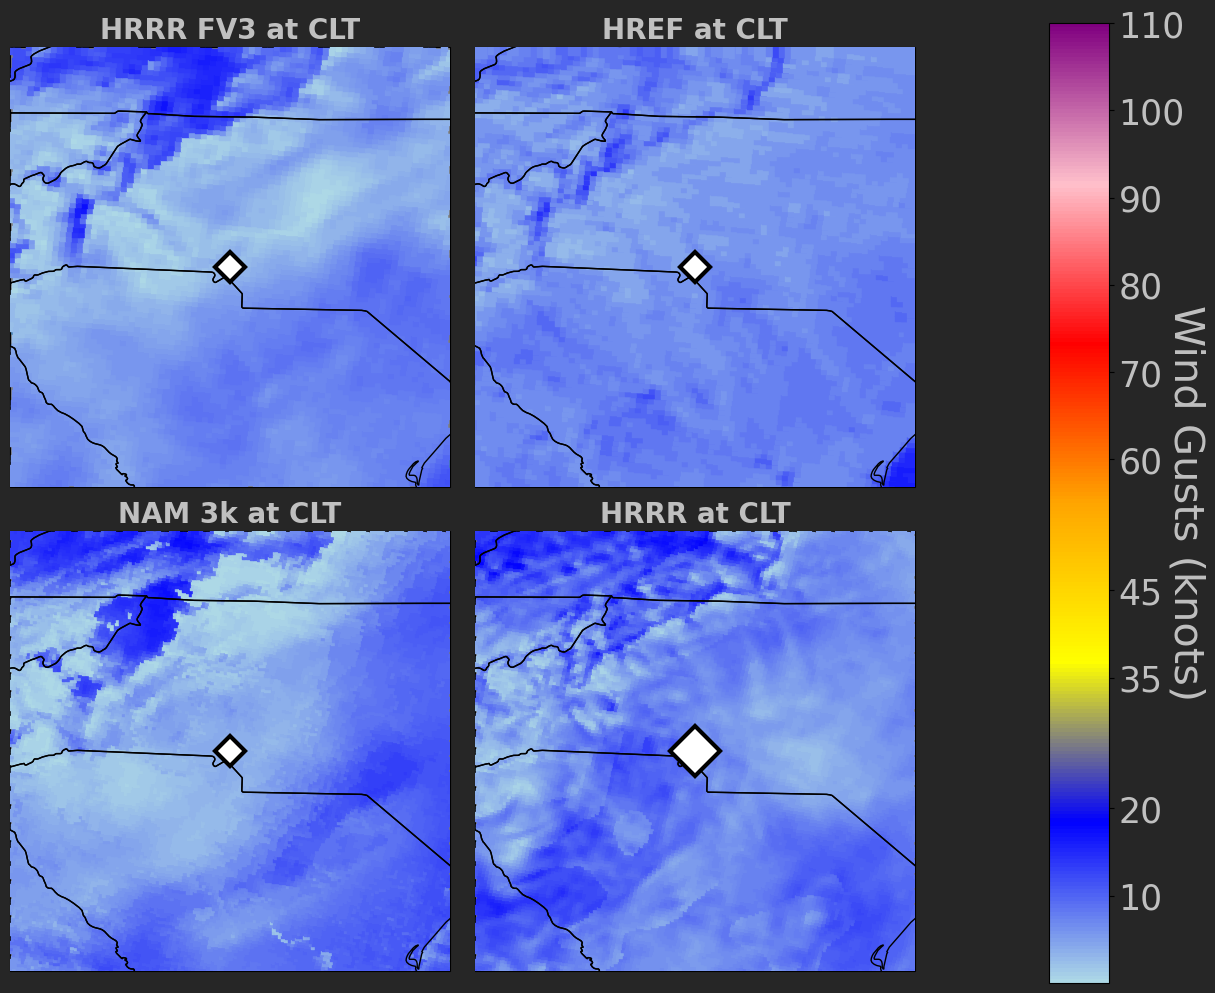 HRRR FV3 at CLT
HREF at CLT
NAM 3k at CLT
HRRR at CLT
110
100
90
80
70
60
45
35
20
10
Wind Gusts (knots)